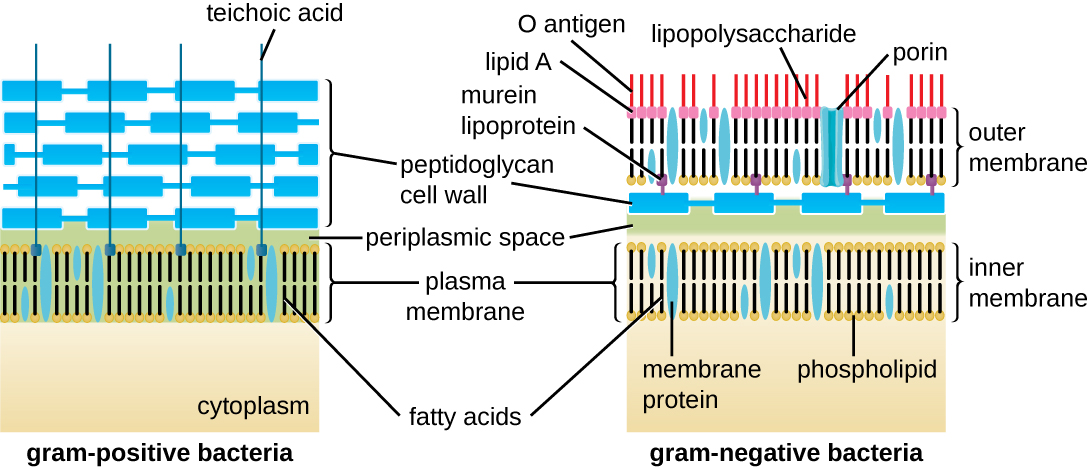 teichoic acid
O antigen
lipopolysaccharide
lipid A
porin
murein
lipoprotein
outer
membrane
peptidoglycan
cell wall
periplasmic space
plasma
membrane
inner
membrane
membrane
protein
phospholipid
cytoplasm
fatty acids
gram-positive bacteria
gram-negative bacteria